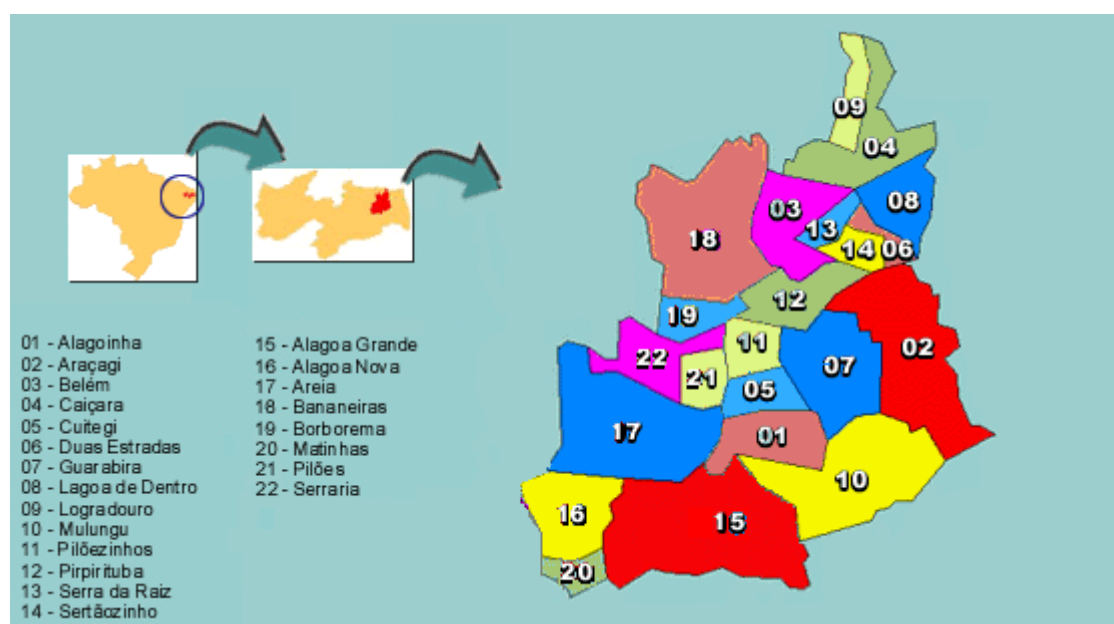 09
04
08
03
13
18
14 06
12
19
11
02
22
07
21
05
17
01
10
16
15
20
01 - Alagoinha
02 - Araçagi
03 - Belém
04 - Caiçara
05 - Cuitegi
06 - Duas Estradas
07 - Guarabira
08 - Lagoa de Dentro
09 - Logradouro
10 - Mulungu
11 - Pilõezinhos
12 - Pirpirituba
13 - Serra da Raiz
14 - Sertãozinho
15 - Alagoa Grande
16 - Alagoa Nova
17 - Areia
18 - Bananeiras
19 - Borborema
20 - Matinhas
21 - Pilões
22 - Serraria